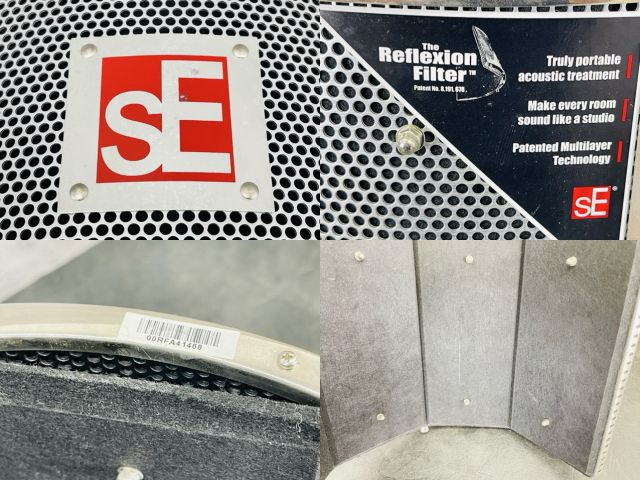 sE
The
Reflexion
Filter™
Patent No. 8,191,678
Truly portable
acoustic treatment
Make every room
sound like a studio
Patented Multilayer
Technology
sE®
00RFA41468